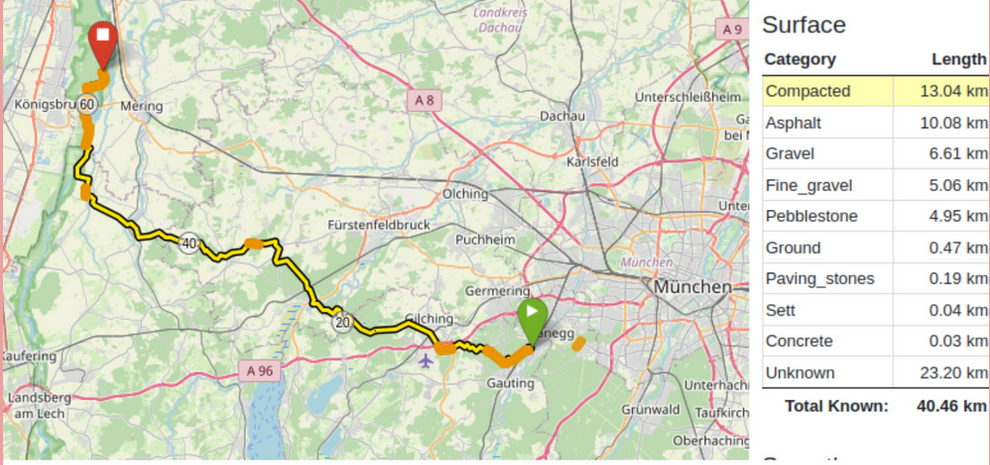 Landkreis
Dachau
A 9
A 8
Königsbru
60
Mering
Unterschleißheim
Dachau
Ga
bei
Karlsfeld
Olching
Unter
Fürstenfeldbruck
40
Puchheim
München
München
Germering
20
Gilching
anegg
Kaufering
A 96
Gauting
Landsberg
am Lech
Unterhachi
Grünwald
Taufkirch
Oberhaching
Surface
Category Length
Compacted 13.04 km
Asphalt 10.08 km
Gravel 6.61 km
Fine_gravel 5.06 km
Pebblestone 4.95 km
Ground 0.47 km
Paving_stones 0.19 km
Sett 0.04 km
Concrete 0.03 km
Unknown 23.20 km
Total Known: 40.46 km